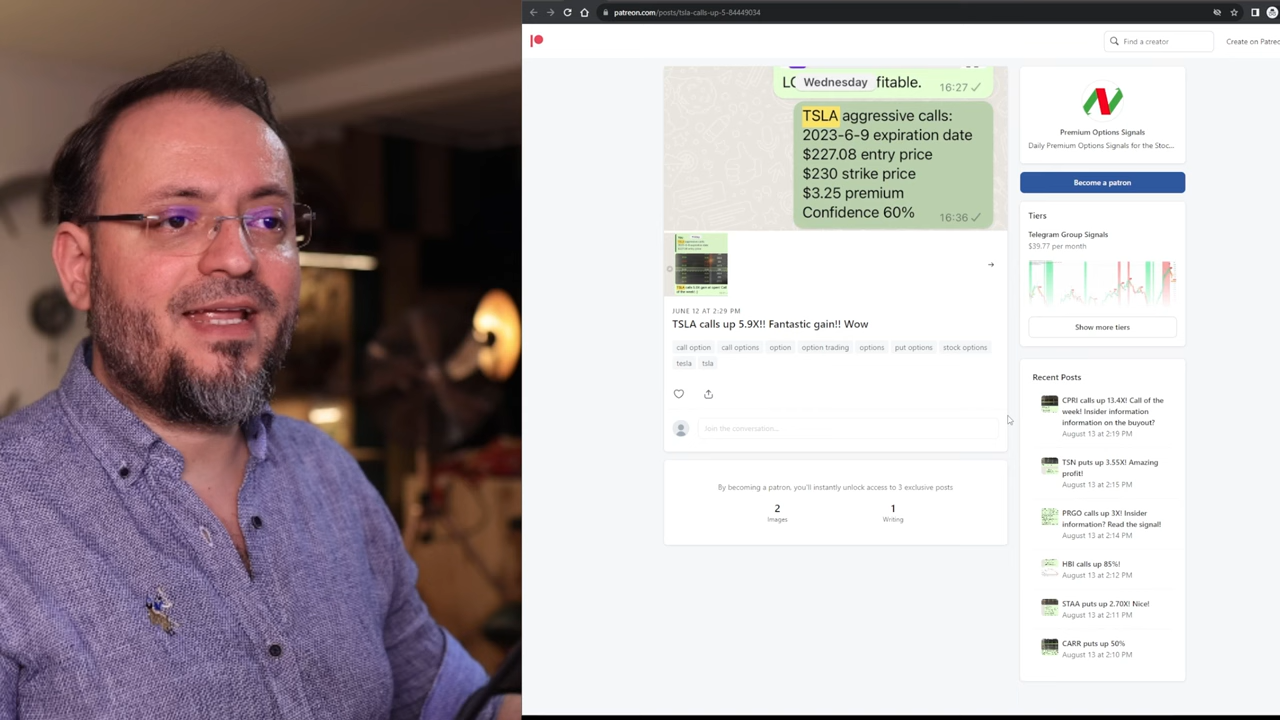 patreon.com/posts/tsla-calls-up-5-84449034
Find a creator
Create on Patreo
LO Wednesday fitable.
16:27
TSLA aggressive calls:
2023-6-9 expiration date
$227.08 entry price
$230 strike price
$3.25 premium
Confidence 60%
16:36
JUNE 12 AT 2:29 PM
TSLA calls up 5.9X!! Fantastic gain!! Wow
call option
call options
option
option trading
options
put options
stock options
tesla
tsla
Join the conversation...
By becoming a patron, you'll instantly unlock access to 3 exclusive posts
2
Images
1
Writing
Premium Options Signals
Daily Premium Options Signals for the Stoc...
Become a patron
Tiers
Telegram Group Signals
$39.77 per month
Show more tiers
Recent Posts
CPRI calls up 13.4X! Call of the
week! Insider information
information on the buyout?
August 13 at 2:19 PM
TSN puts up 3.55X! Amazing
profit!
August 13 at 2:15 PM
PRGO calls up 3X! Insider
information? Read the signal!
August 13 at 2:14 PM
HBI calls up 85%!
August 13 at 2:12 PM
STAA puts up 2.70X! Nice!
August 13 at 2:11 PM
CARR puts up 50%
August 13 at 2:10 PM